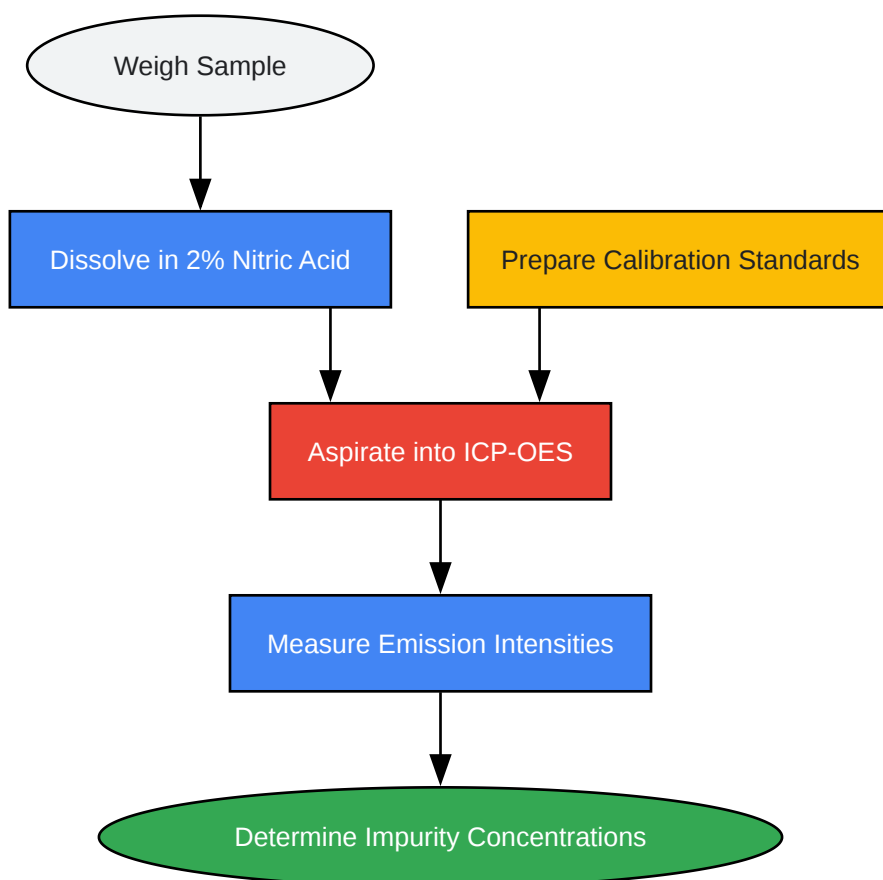 Weigh Sample
Dissolve in 2% Nitric Acid
Prepare Calibration Standards
Aspirate into ICP-OES
Measure Emission Intensities
Determine Impurity Concentrations